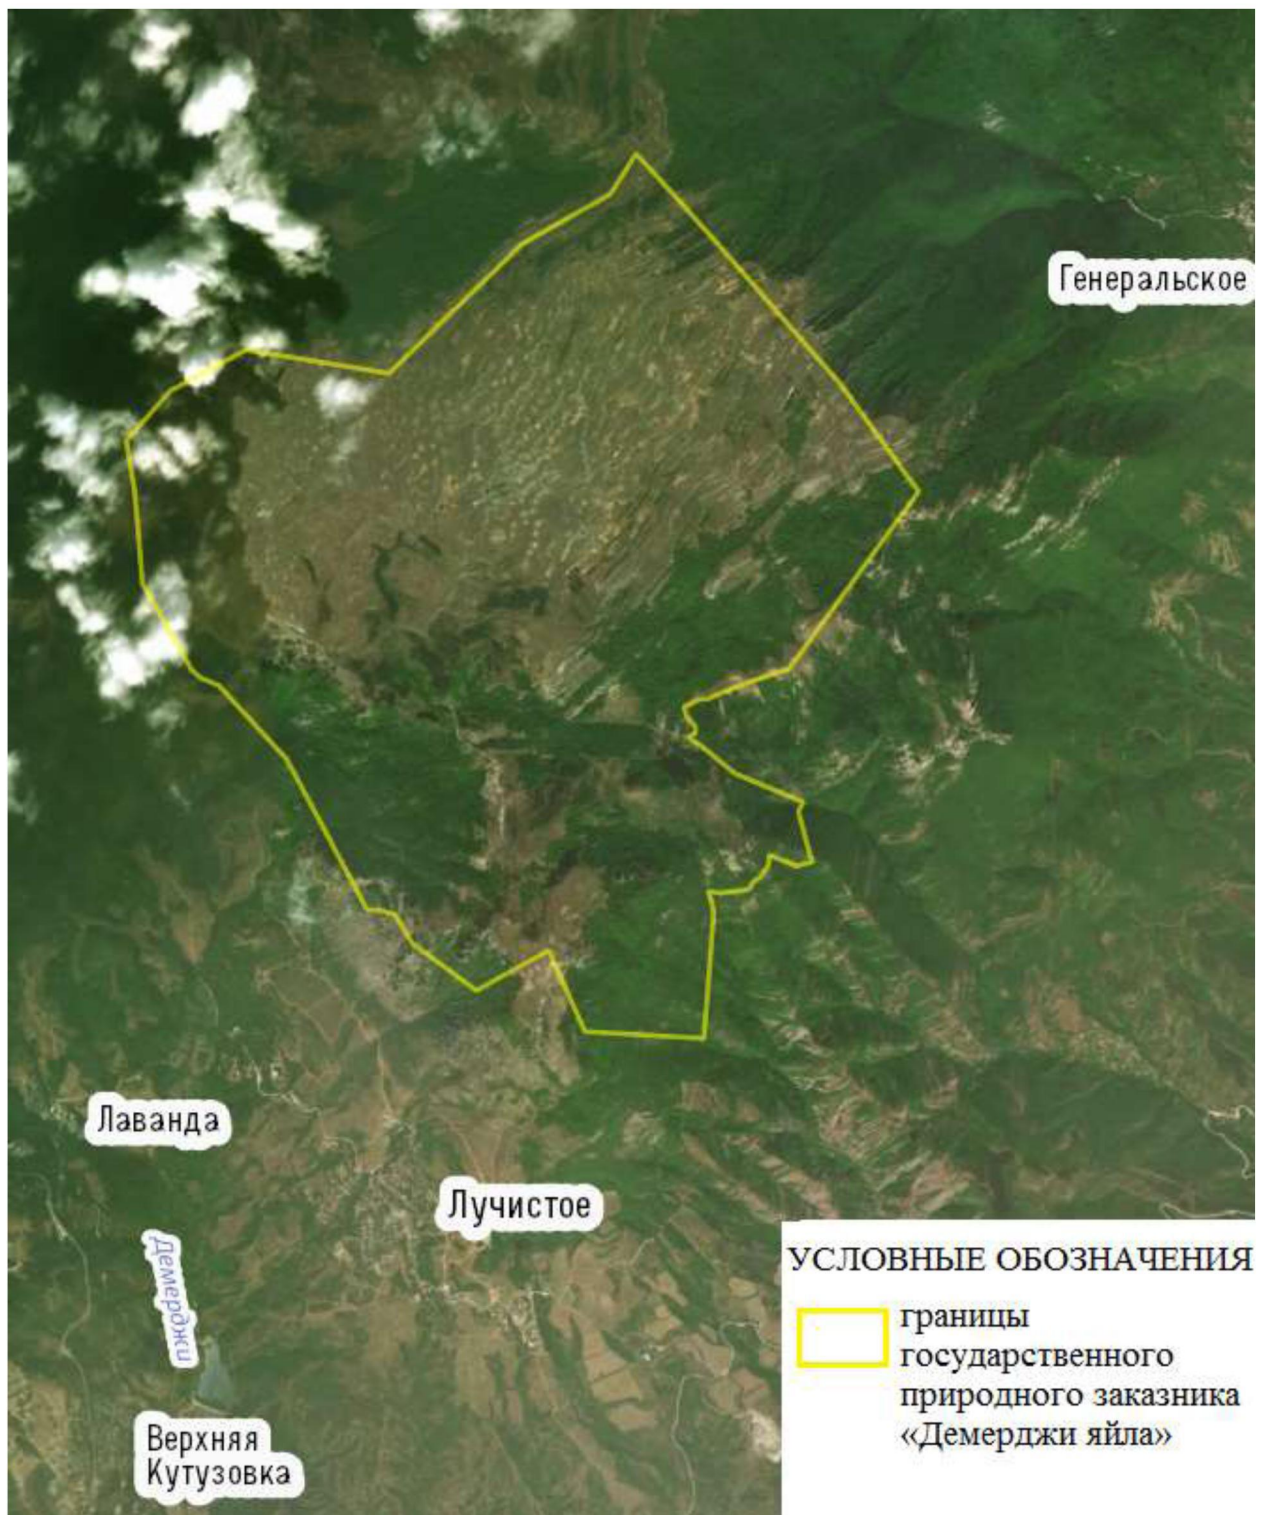 Генеральское
Лаванда
Лучистое
Демерджи
Верхняя
Кутузовка
УСЛОВНЫЕ ОБОЗНАЧЕНИЯ
границы
государственного
природного заказника
«Демерджи яйла»